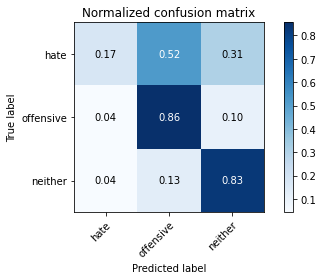 Normalized confusion matrix
True label
hate 0.17 0.52 0.31
offensive 0.04 0.86 0.10
neither 0.04 0.13 0.83
hate offensive neither
Predicted label
0.8
0.7
0.6
0.5
0.4
0.3
0.2
0.1